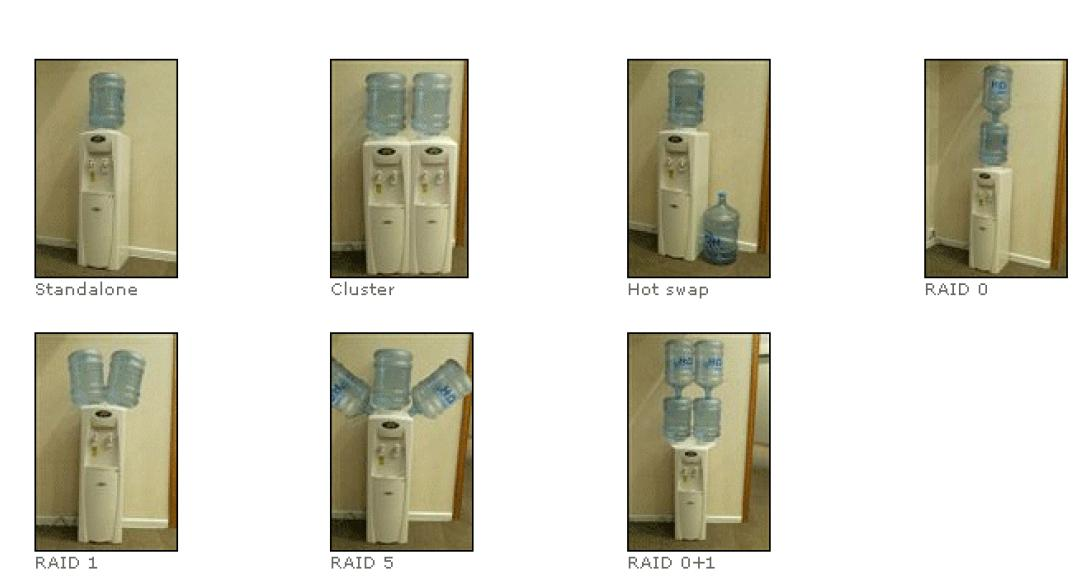 Standalone
Cluster
Hot swap
RAID 0
RAID 1
RAID 5
RAID 0+1